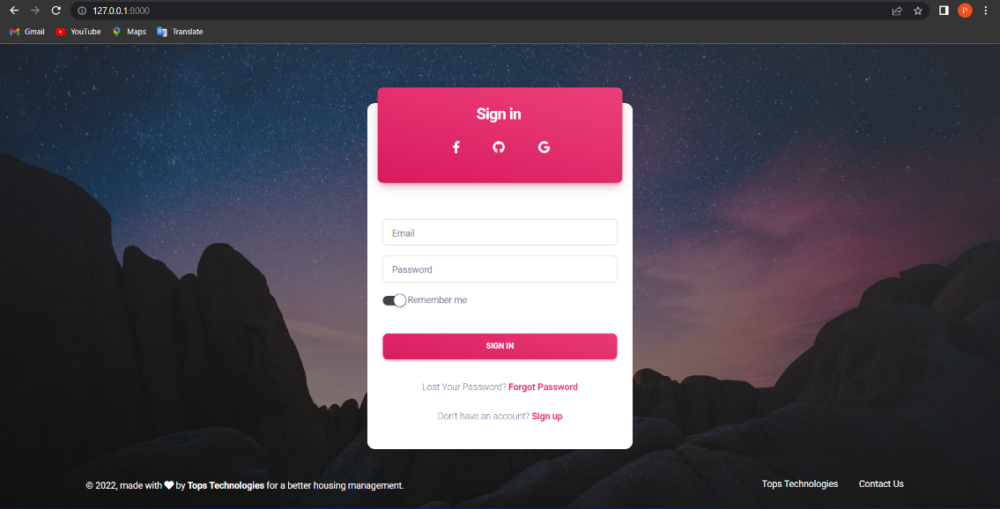 127.0.0.1:8000
P
Gmail YouTube Maps Translate
Sign in
Email
Password
Remember me
SIGN IN
Lost Your Password? Forgot Password
Don't have an account? Sign up
© 2022, made with by Tops Technologies for a better housing management.
Tops Technologies Contact Us